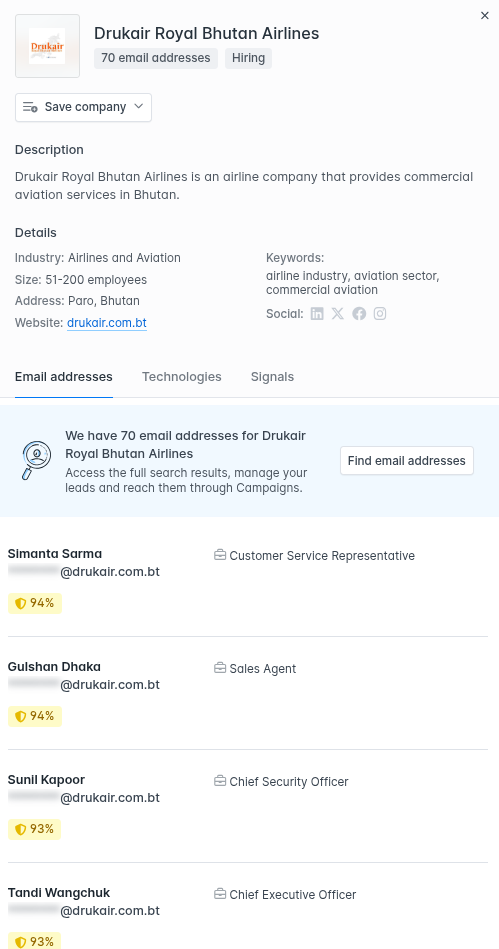 Drukair
Drukair Royal Bhutan Airlines
70 email addresses
Hiring
Save company
Description
Drukair Royal Bhutan Airlines is an airline company that provides commercial
aviation services in Bhutan.
Details
Industry: Airlines and Aviation
Size: 51-200 employees
Address: Paro, Bhutan
Website: drukair.com.bt
Keywords:
airline industry, aviation sector,
commercial aviation
Social:
Email addresses
Technologies
Signals
We have 70 email addresses for Drukair
Royal Bhutan Airlines
Access the full search results, manage your
leads and reach them through Campaigns.
Find email addresses
Simanta Sarma
@drukair.com.bt
94%
Customer Service Representative
Gulshan Dhaka
@drukair.com.bt
94%
Sales Agent
Sunil Kapoor
@drukair.com.bt
93%
Chief Security Officer
Tandi Wangchuk
@drukair.com.bt
93%
Chief Executive Officer